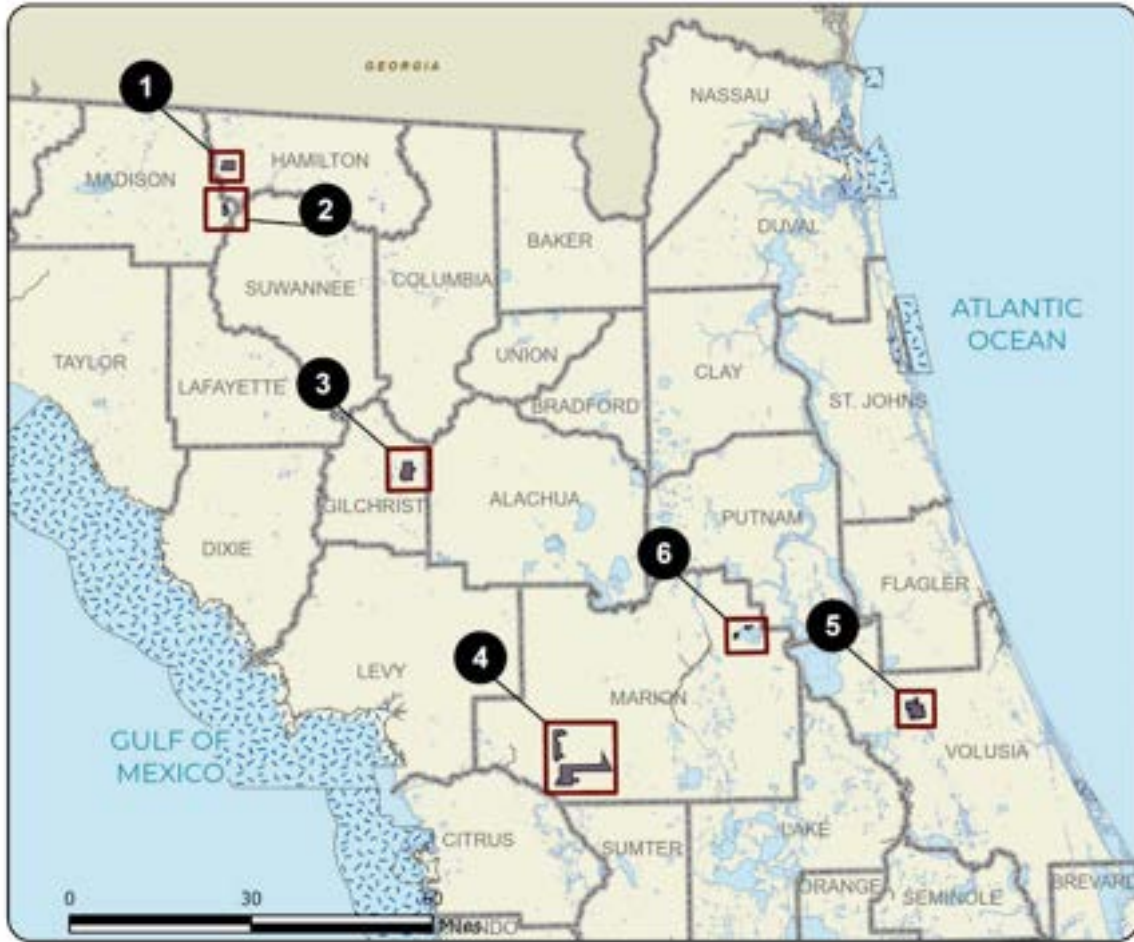 GEORGIA
NASSAU
1
HAMILTON
MADISON
2
DUVAL
BAKER
COLUMBIA
SUWANNEE
ATLANTIC
OCEAN
UNION
TAYLOR
3
LAFAYETTE
CLAY
ST. JOHNS
BRADFORD
ALACHUA
GILCHRIST
PUTNAM
DIXIE
6
FLAGLER
5
4
LEVY
MARION
GULF OF
MEXICO
VOLUSIA
CITRUS
SUMTER
LAKE
ORANGE
SEMINOLE
BREVARD
0 30 60
Miles